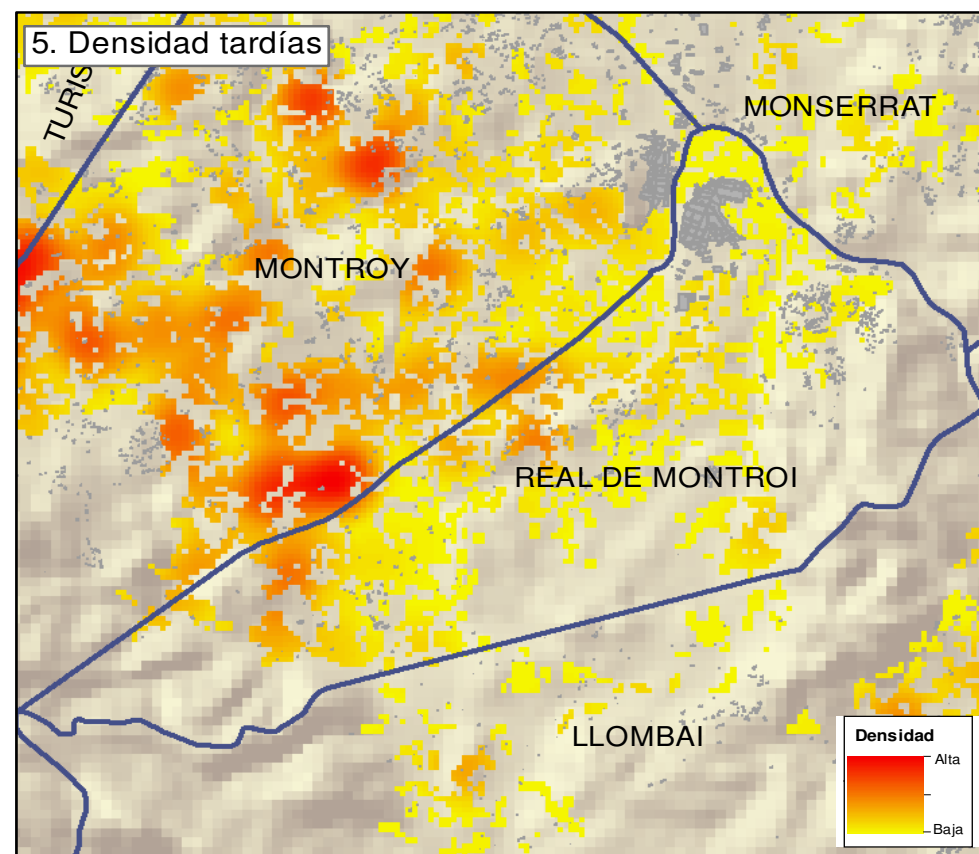 5. Densidad tardías
TURIS
MONSERRAT
MONTROY
REAL DE MONTROI
LLOMBAI
Densidad
Alta
Baja